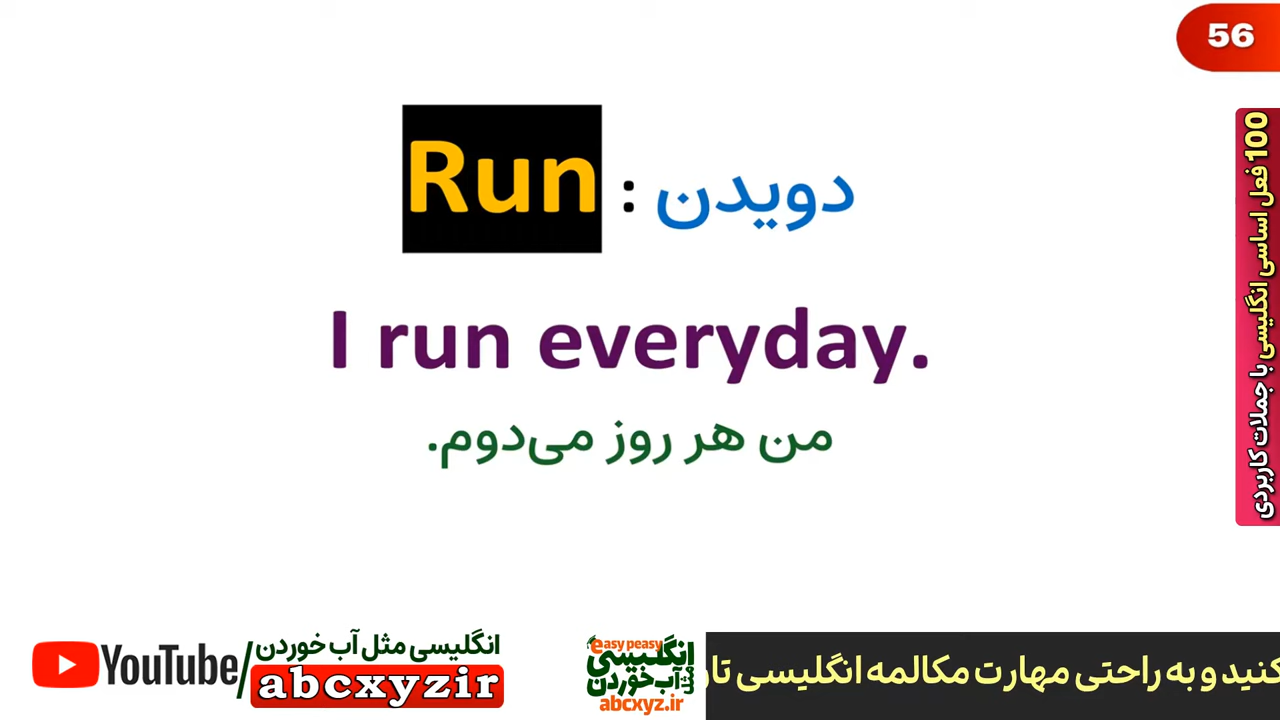 56
Run : دویدن
I run everyday.
من هر روز می‌دوم.
100 فعل اساسی انگلیسی با جملات کاربردی
YouTube/
انگلیسی مثل آب خوردن
abcxyzir
easy peasy
انگلیسی
مثل
آب خوردن
abcxyz.ir
کنید و به راحتی مهارت مکالمه انگلیسی